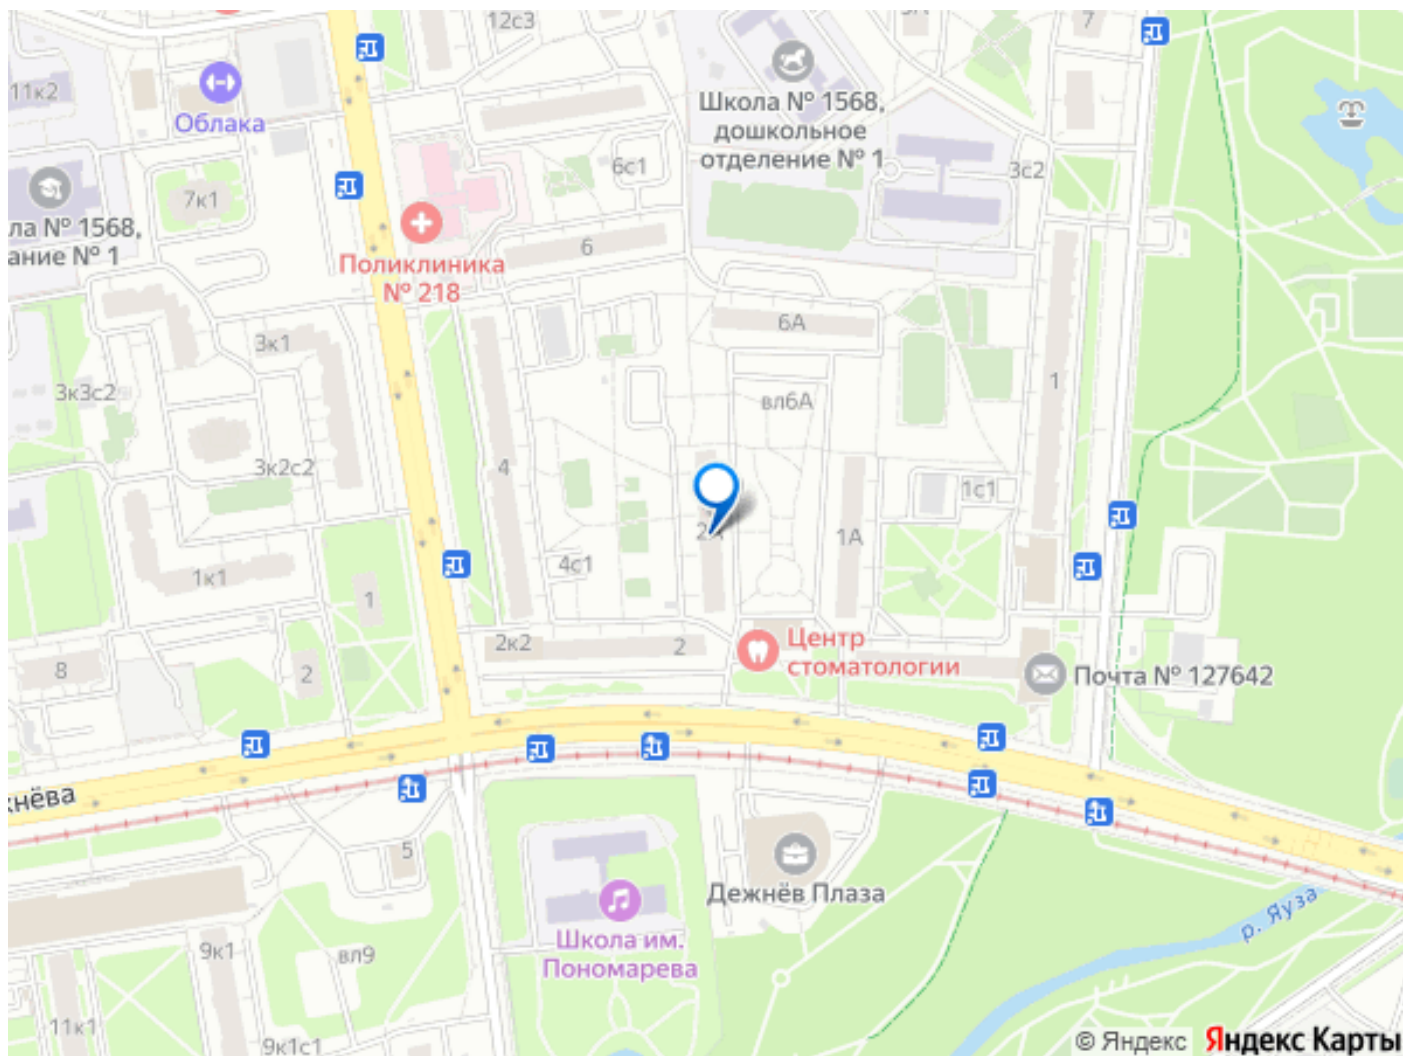 12с3
7
11к2
Облака
Школа № 1568,
дошкольное
отделение № 1
6с1
3с2
7к1
ла № 1568,
ание № 1
6
Поликлиника
№ 218
6А
3к1
1
3к3с2
вл6А
3к2с2
4
1с1
1А
4с1
1к1
1
2к2
2
Центр
стоматологии
8
2
Почта № 127642
жнёва
5
Дежнёв Плаза
р. Яуза
Школа им.
Пономарева
9к1
вл9
11к1
9к1с1
© Яндекс
Яндекс Карты